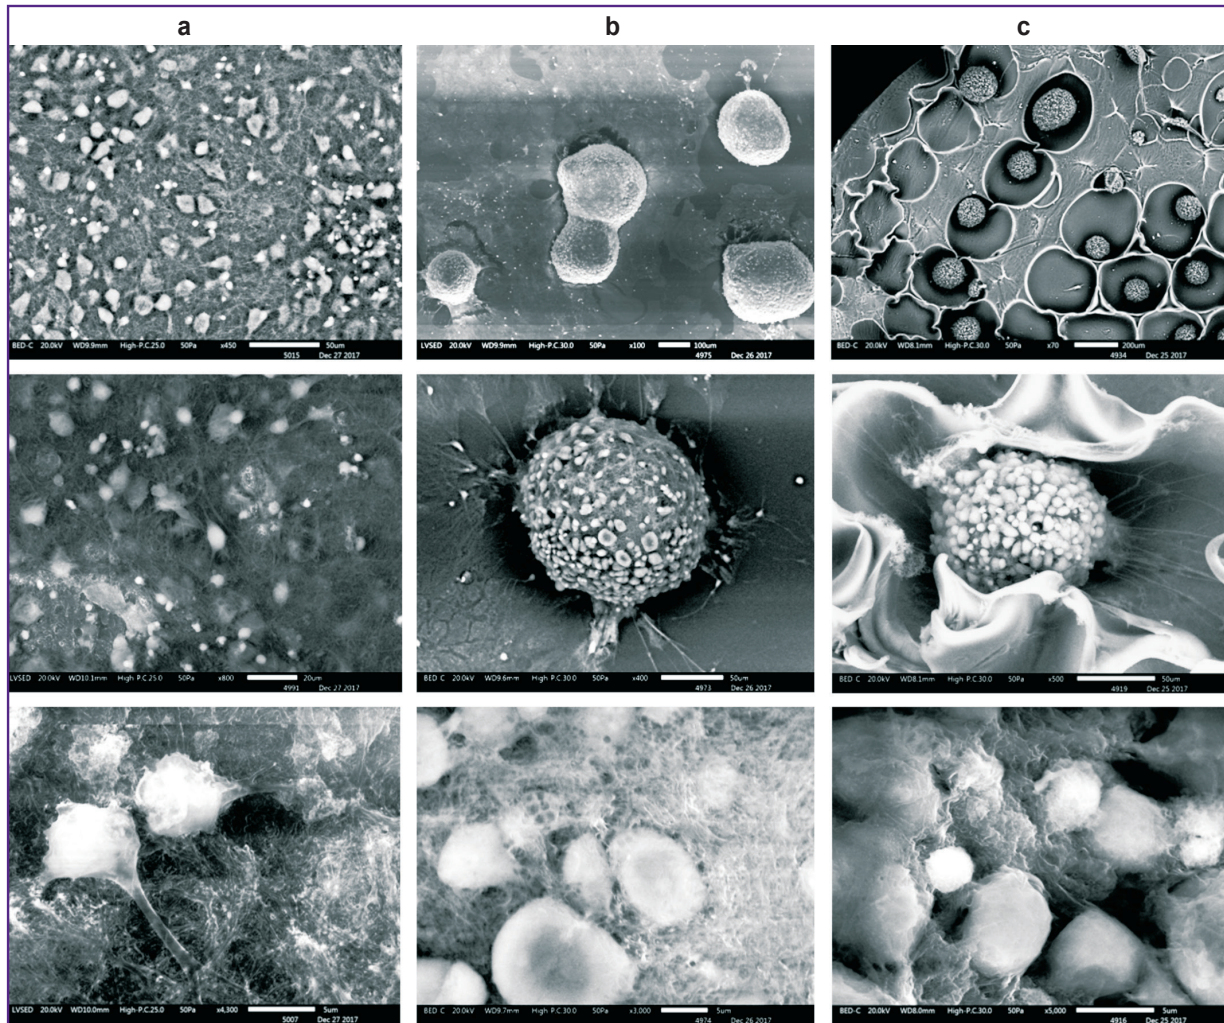 a
b
c
BED-C 20.0kV WD9.9mm High-P.C.25.0 50Pa x450 50um
5015 Dec 27 2017
LVSED 20.0kV WD9.9mm High-P.C.30.0 50Pa x100 100um
4975 Dec 26 2017
BED-C 20.0kV WD8.1mm High-P.C.30.0 50Pa x70 200um
4934 Dec 25 2017
LVSED 20.0kV WD10.1mm High-P.C.25.0 50Pa x800 20um
4991 Dec 27 2017
BED-C 20.0kV WD9.6mm High-P.C.30.0 50Pa x400 50um
4973 Dec 26 2017
BED-C 20.0kV WD8.1mm High-P.C.30.0 50Pa x500 50um
4919 Dec 25 2017
LVSED 20.0kV WD10.0mm High-P.C.25.0 50Pa x4,300 5um
5007 Dec 27 2017
BED-C 20.0kV WD9.7mm High-P.C.30.0 50Pa x3,000 5um
4974 Dec 26 2017
BED-C 20.0kV WD8.0mm High-P.C.30.0 50Pa x5,000 5um
4916 Dec 25 2017